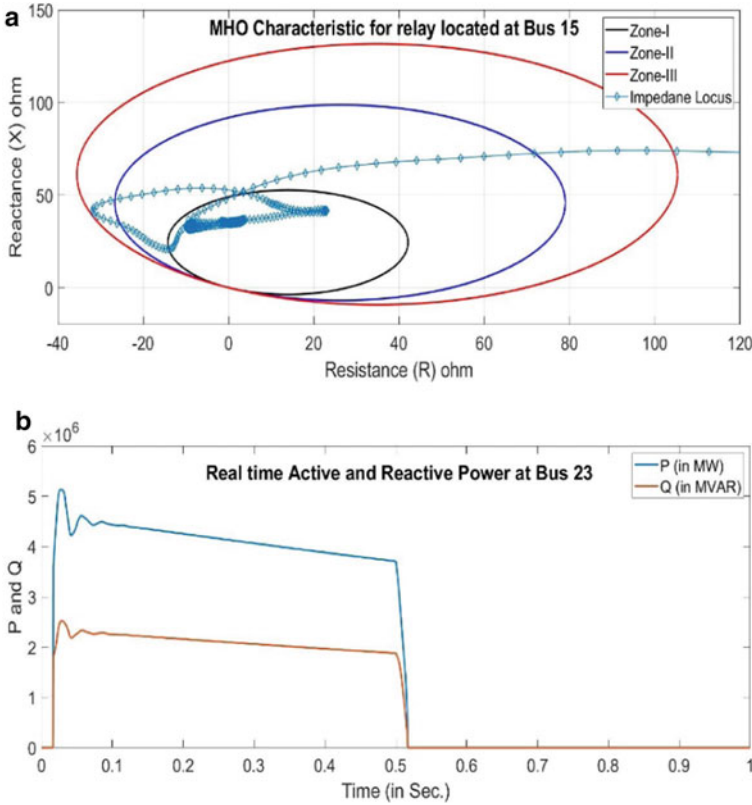 a
MHO Characteristic for relay located at Bus 15
Zone-I
Zone-II
Zone-III
Impedane Locus
Reactance (X) ohm
150
100
50
0
-40 -20 0 20 40 60 80 100 120
Resistance (R) ohm
b
×10^6
Real time Active and Reactive Power at Bus 23
P (in MW)
Q (in MVAR)
P and Q
6
5
4
3
2
1
0
0 0.1 0.2 0.3 0.4 0.5 0.6 0.7 0.8 0.9 1
Time (in Sec.)